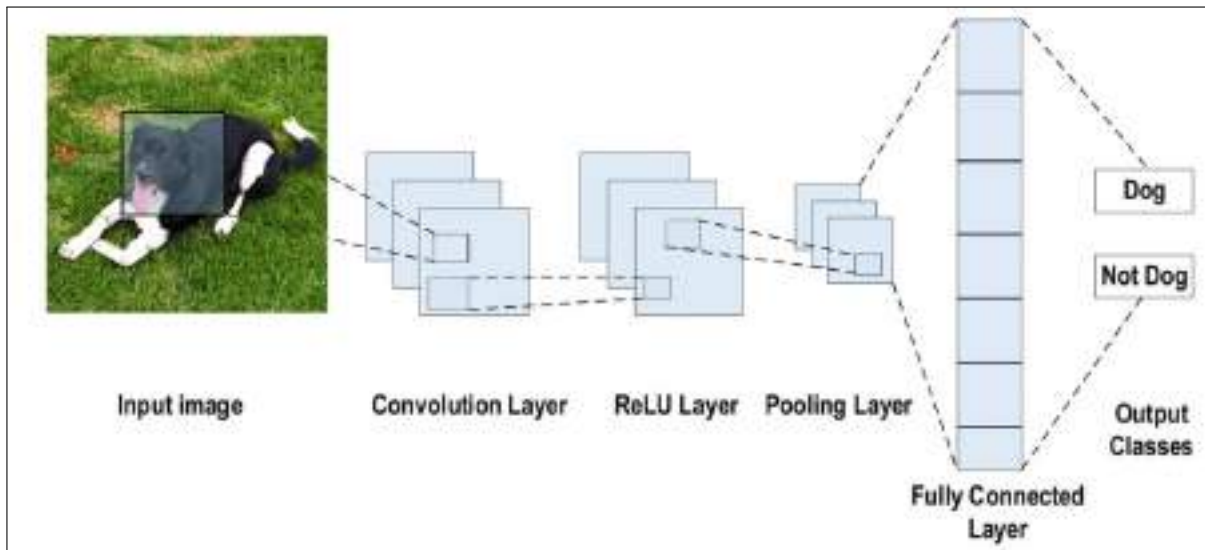 Dog
Not Dog
Input image
Convolution Layer
ReLU Layer
Pooling Layer
Output
Classes
Fully Connected
Layer